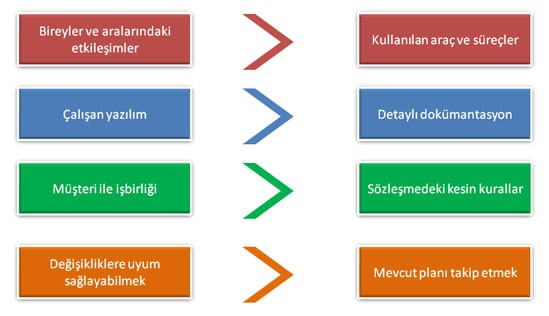 Bireyler ve aralarındaki
etkileşimler
Kullanılan araç ve süreçler
Çalışan yazılım
Detaylı dokümantasyon
Müşteri ile işbirliği
Sözleşmedeki kesin kurallar
Değişikliklere uyum
sağlayabilmek
Mevcut planı takip etmek